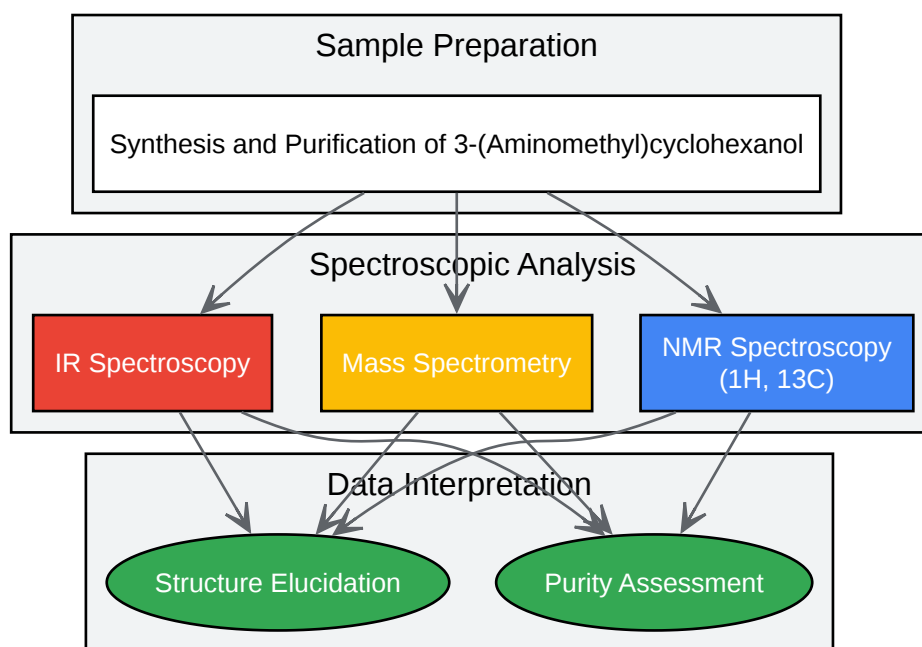 Sample Preparation
Synthesis and Purification of 3-(Aminomethyl)cyclohexanol
Spectroscopic Analysis
IR Spectroscopy
Mass Spectrometry
NMR Spectroscopy
(1H, 13C)
Data Interpretation
Structure Elucidation
Purity Assessment